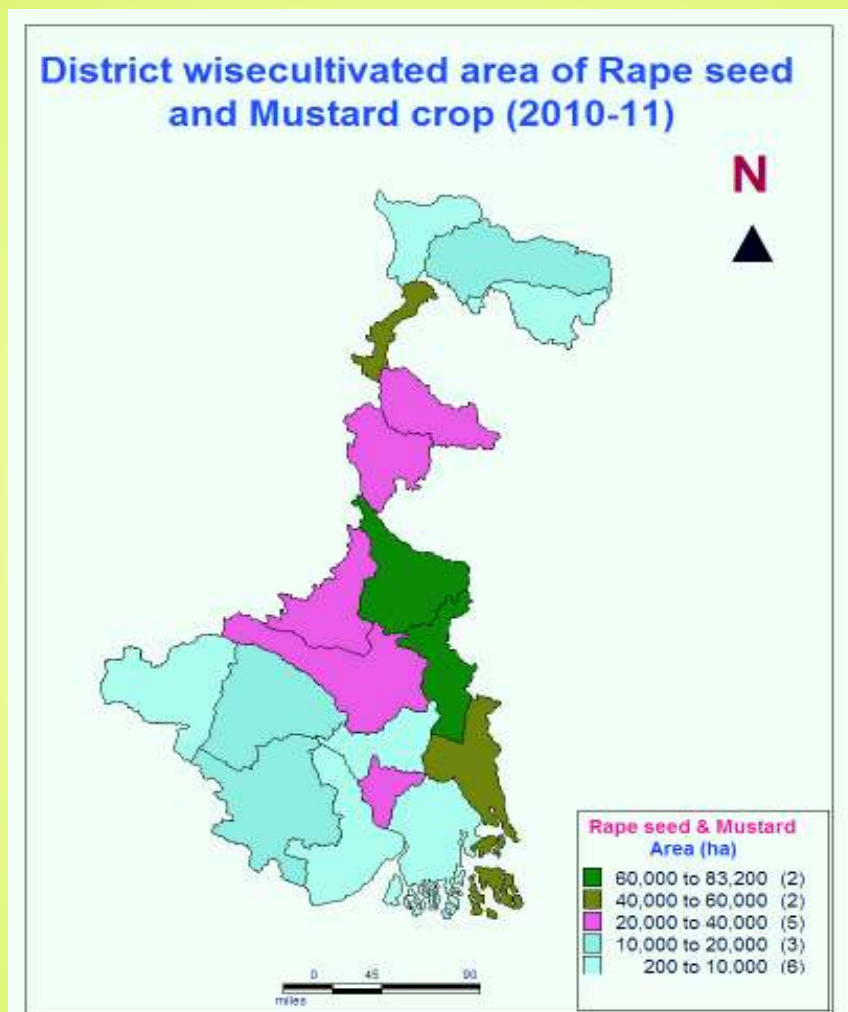 District wisecultivated area of Rape seed
and Mustard crop (2010-11)
N
Rape seed & Mustard
Area (ha)
60,000 to 83,200 (2)
40,000 to 60,000 (2)
20,000 to 40,000 (5)
10,000 to 20,000 (3)
200 to 10,000 (6)
0 45 90
miles